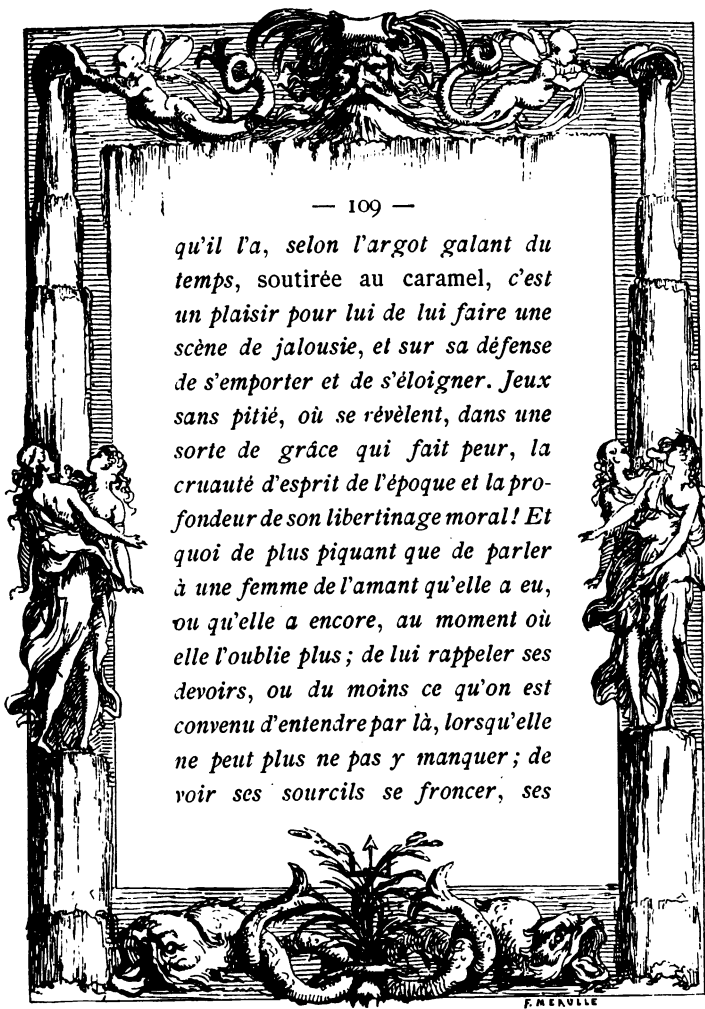 — 109 —
qu'il l'a, selon l'argot galant du
temps, soutirée au caramel, c'est
un plaisir pour lui de lui faire une
scène de jalousie, et sur sa défense
de s'emporter et de s'éloigner. Jeux
sans pitié, où se révèlent, dans une
sorte de grâce qui fait peur, la
cruauté d'esprit de l'époque et la pro-
fondeur de son libertinage moral! Et
quoi de plus piquant que de parler
à une femme de l'amant qu'elle a eu,
ou qu'elle a encore, au moment où
elle l'oublie plus; de lui rappeler ses
devoirs, ou du moins ce qu'on est
convenu d'entendre par là, lorsqu'elle
ne peut plus ne pas y manquer; de
voir ses sourcils se froncer, ses
F. MÉAULLE